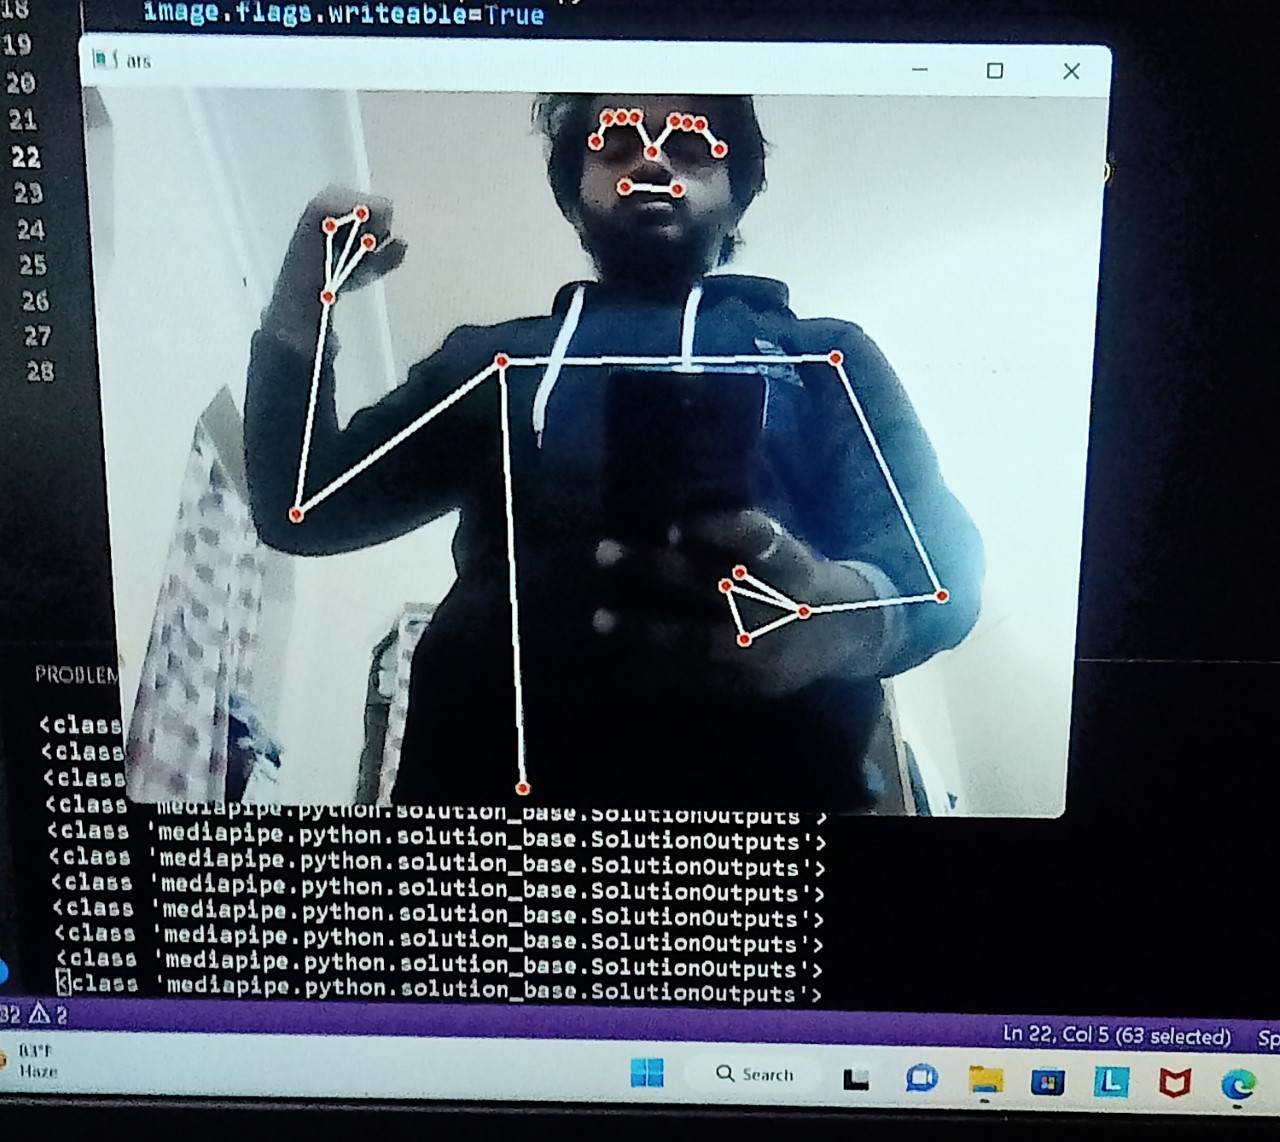 18
image.flags.writeable=True
19
ars
20
21
22
23
24
25
26
27
28
PROBLEM
<class
<class
<class
<class 'mediapipe.python.solution_base.SolutionOutputs'>
<class 'mediapipe.python.solution_base.SolutionOutputs'>
<class 'mediapipe.python.solution_base.SolutionOutputs'>
<class 'mediapipe.python.solution_base.SolutionOutputs'>
<class 'mediapipe.python.solution_base.SolutionOutputs'>
<class 'mediapipe.python.solution_base.SolutionOutputs'>
<class 'mediapipe.python.solution_base.SolutionOutputs'>
<class 'mediapipe.python.solution_base.SolutionOutputs'>
32 2
Ln 22, Col 5 (63 selected) Sp
83°F
Haze
Search
L